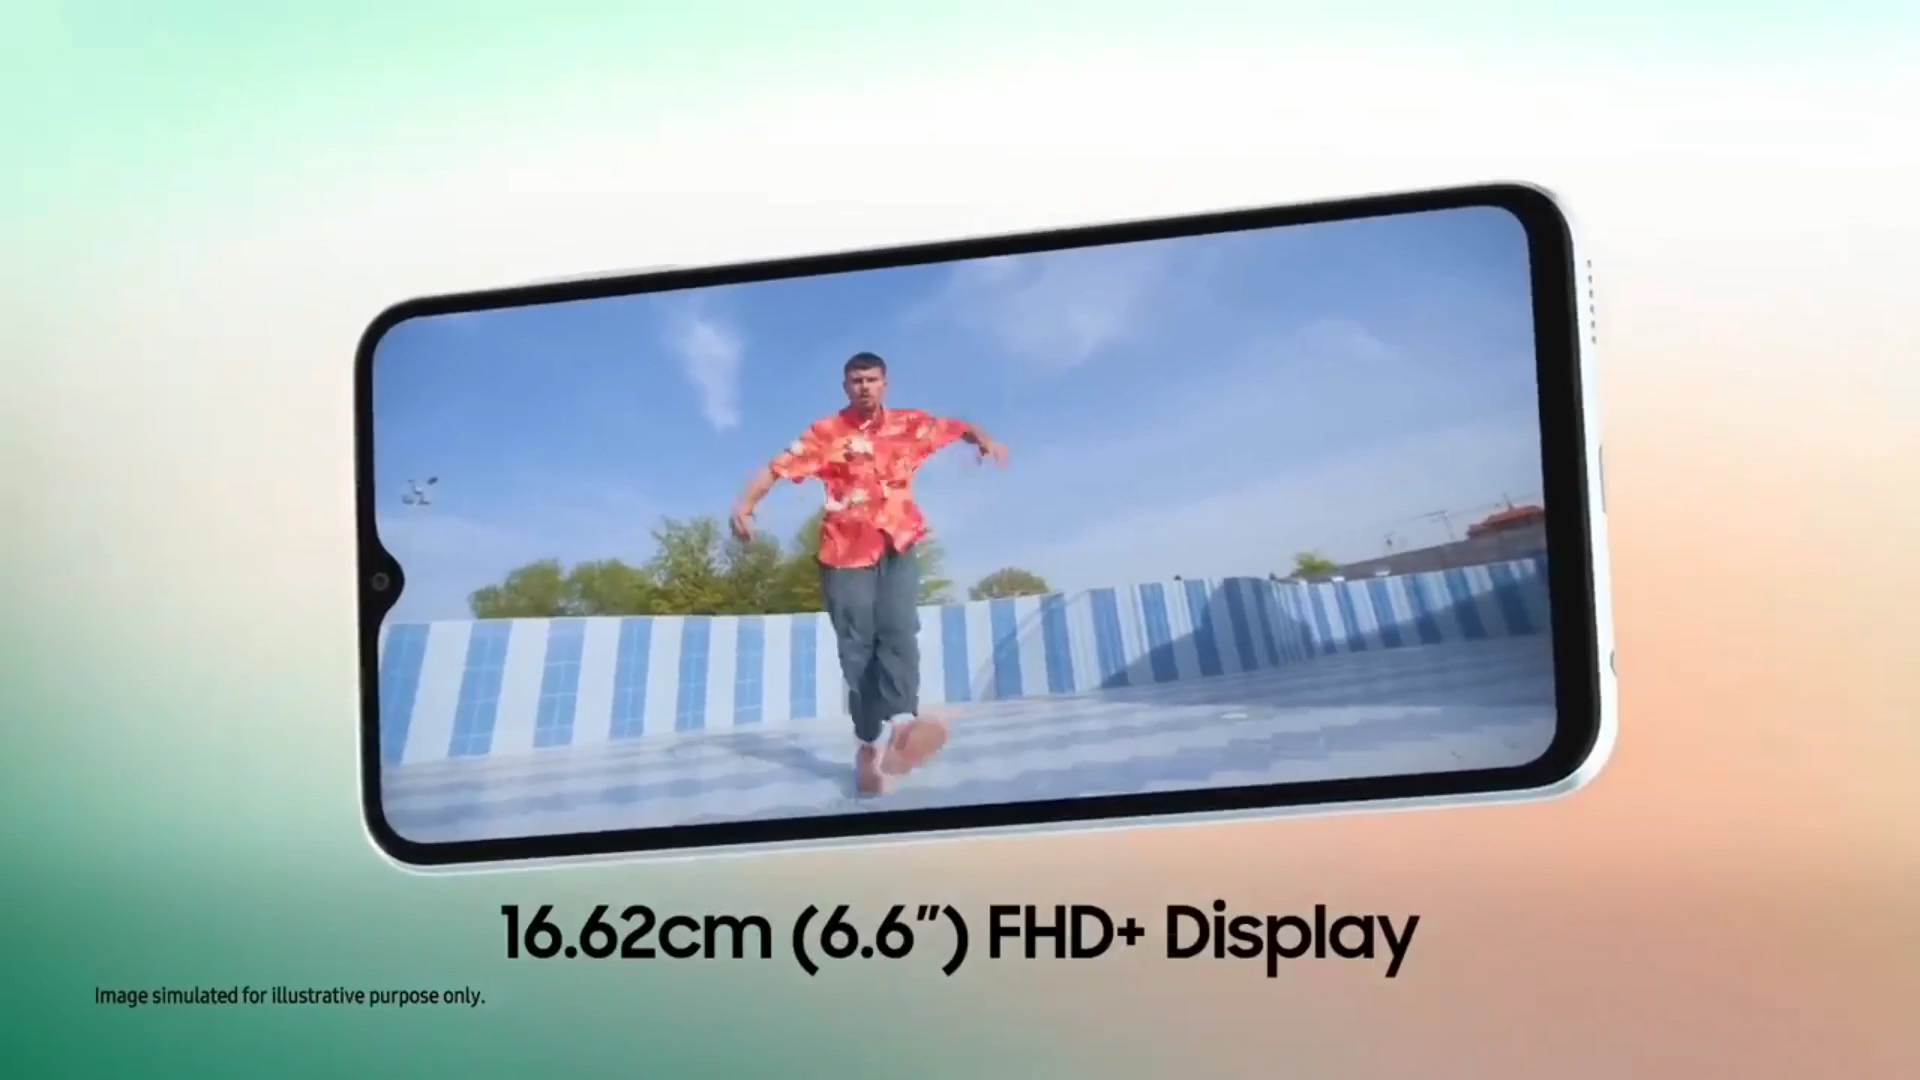 16.62cm (6.6”) FHD+ Display
Image simulated for illustrative purpose only.